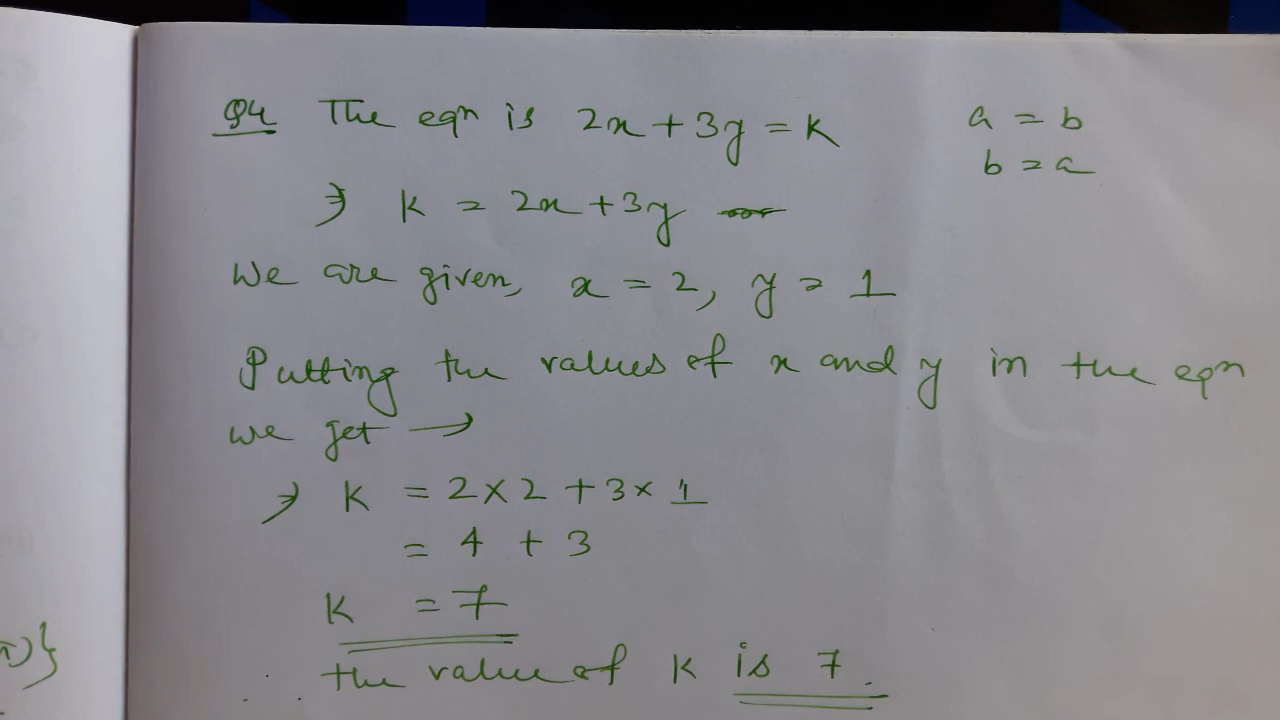 Q4 The eqn is 2x + 3y = K
a = b
b = a
⇒ K = 2x + 3y
We are given, x = 2, y = 1
Putting the values of x and y in the eqn
we get →
⇒ K = 2 × 2 + 3 × 1
= 4 + 3
K = 7
∴ the value of K is 7.